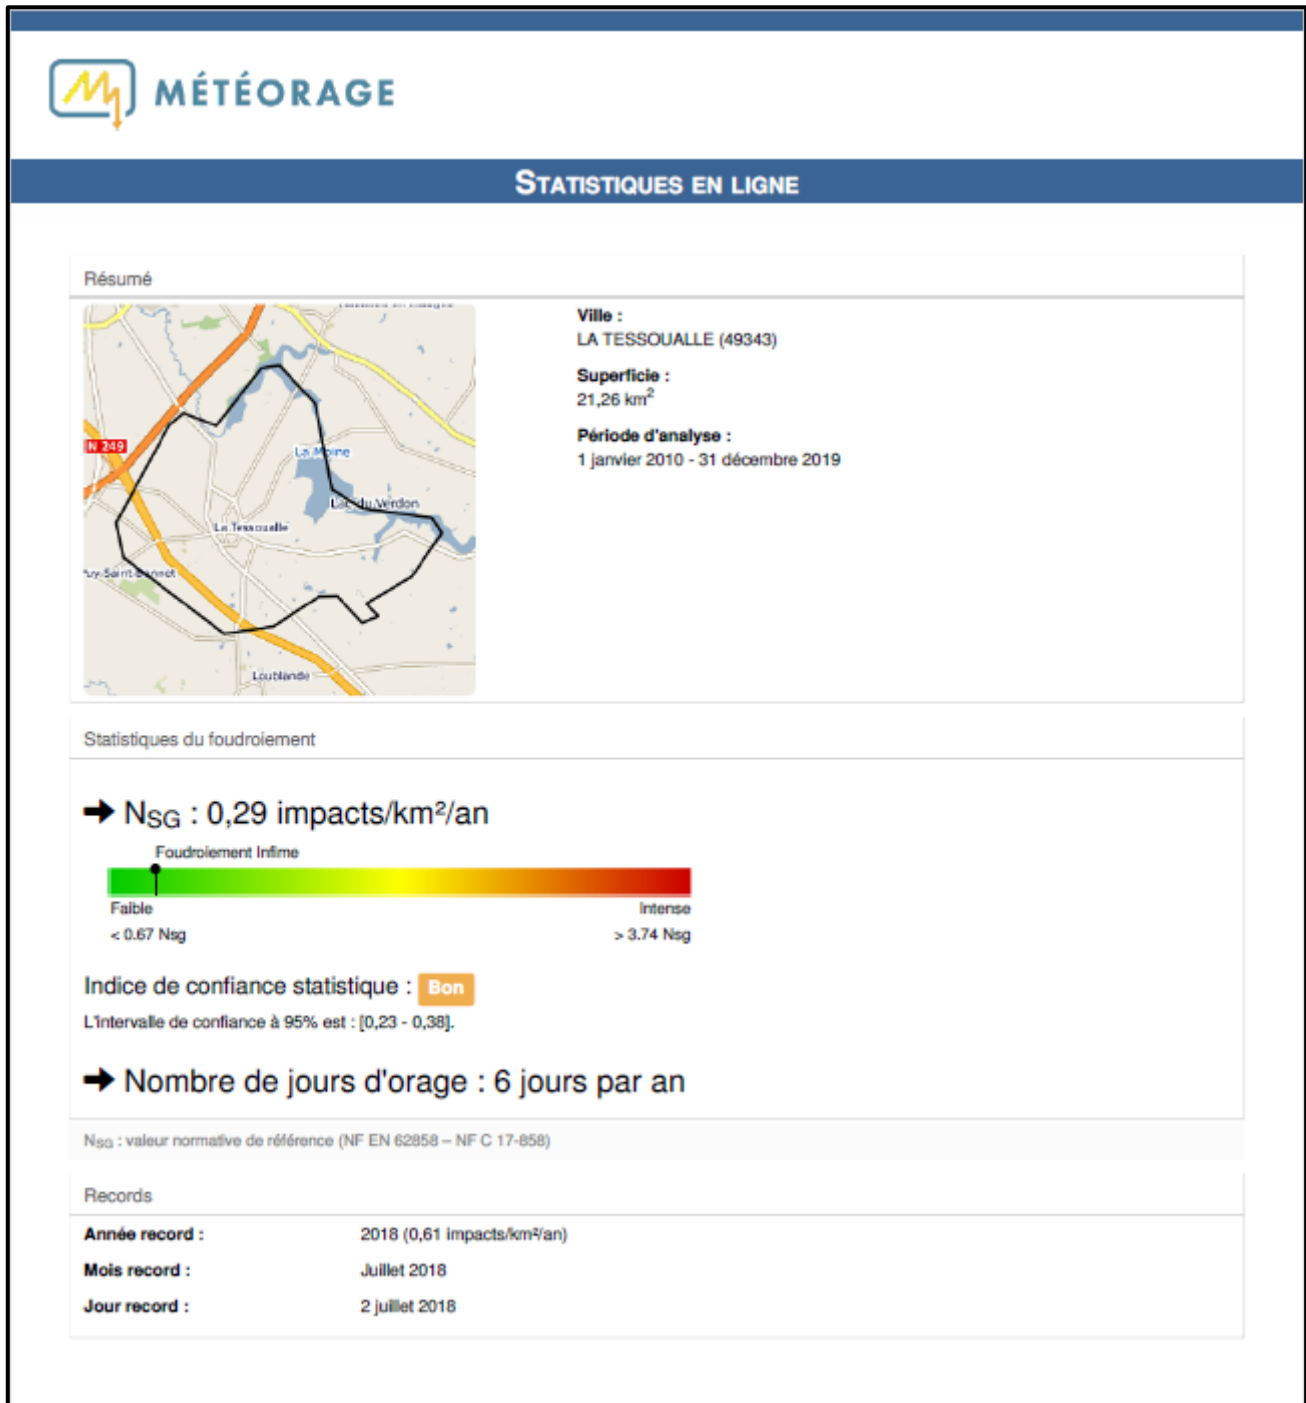 MÉTÉORAGE
STATISTIQUES EN LIGNE
Résumé
Ville :
LA TESSOUALLE (49343)
Superficie :
21,26 km²
Période d'analyse :
1 janvier 2010 - 31 décembre 2019
N 249
La Moine
Lac du Verdon
La Tessoualle
Puy-Saint-Bonnet
Loublande
Statistiques du foudroiement
➜ NSG : 0,29 impacts/km²/an
Foudroiement Infime
Faible Intense
< 0.67 Nsg > 3.74 Nsg
Indice de confiance statistique : Bon
L'intervalle de confiance à 95% est : [0,23 - 0,38].
➜ Nombre de jours d'orage : 6 jours par an
NSG : valeur normative de référence (NF EN 62858 – NF C 17-858)
Records
Année record : 2018 (0,61 impacts/km²/an)
Mois record : Juillet 2018
Jour record : 2 juillet 2018